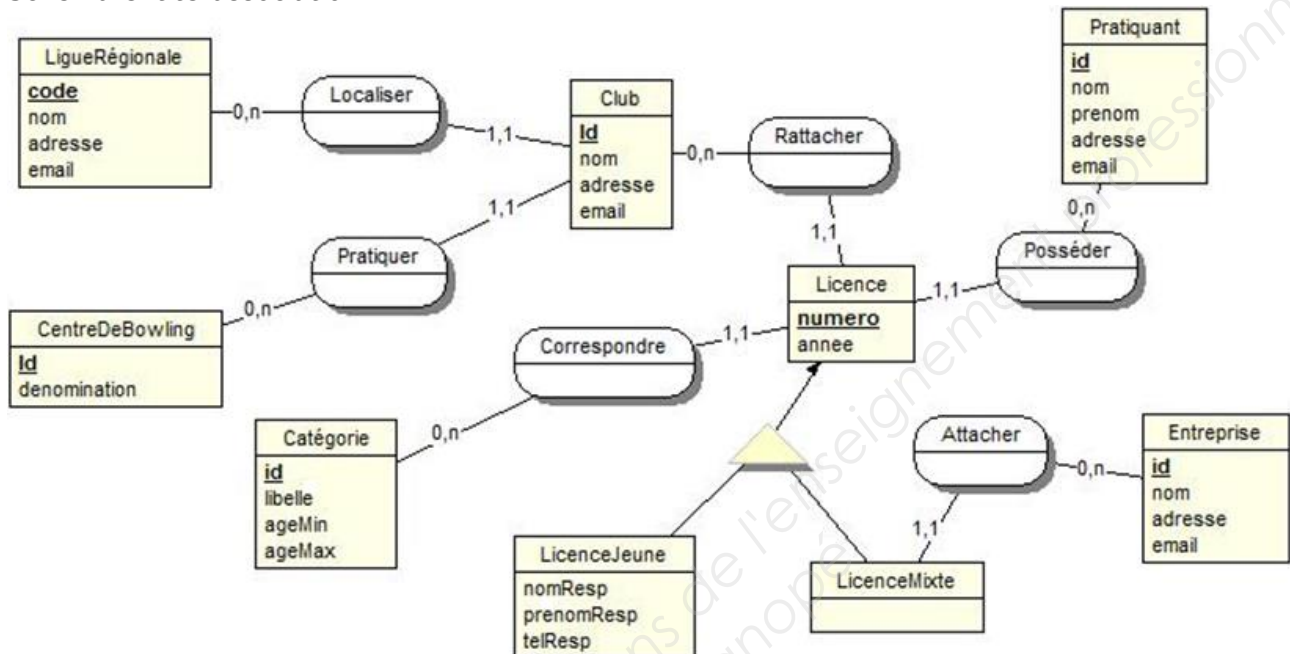 Pratiquant
id
nom
prenom
adresse
email
LigueRégionale
code
nom
adresse
email
0,n
Localiser
1,1
Club
Id
nom
adresse
email
0,n
Rattacher
1,1
0,n
Posséder
1,1
1,1
Pratiquer
0,n
CentreDeBowling
Id
denomination
Licence
numero
annee
1,1
Correspondre
0,n
Catégorie
id
libelle
ageMin
ageMax
Attacher
0,n
1,1
Entreprise
id
nom
adresse
email
LicenceJeune
nomResp
prenomResp
telResp
LicenceMixte
de l'enseignement